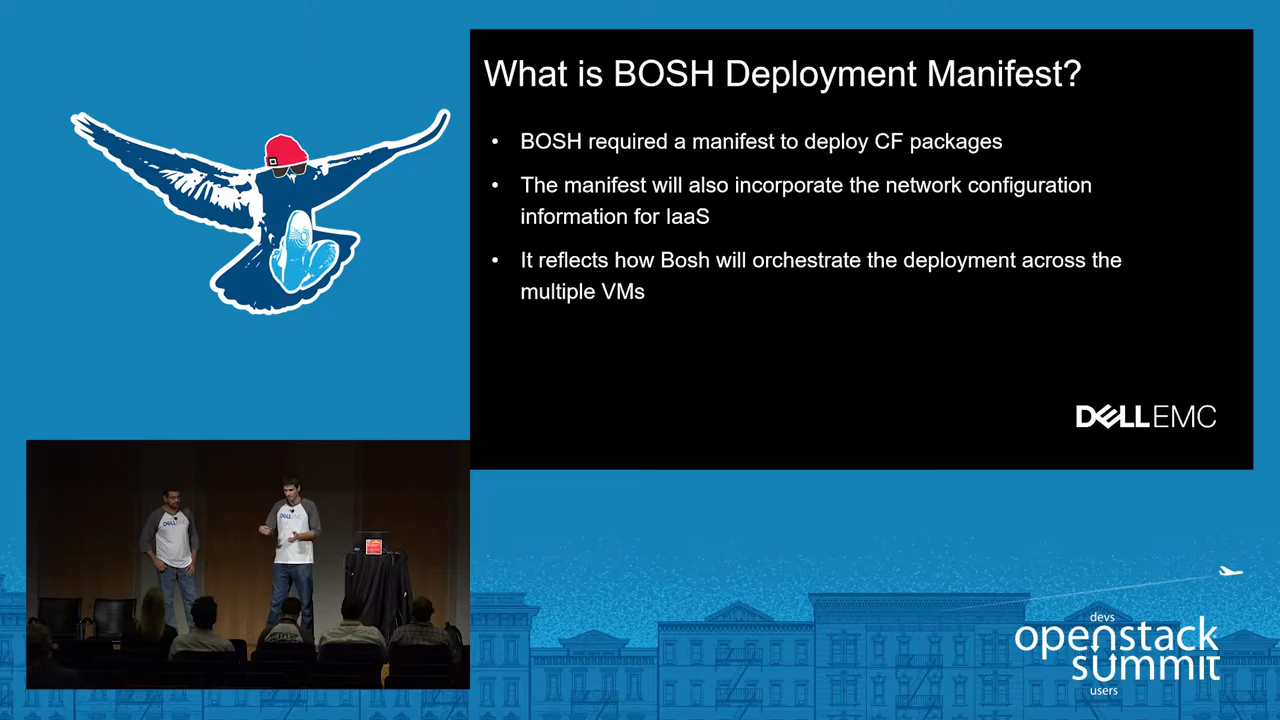 What is BOSH Deployment Manifest?
• BOSH required a manifest to deploy CF packages
• The manifest will also incorporate the network configuration
information for IaaS
• It reflects how Bosh will orchestrate the deployment across the
multiple VMs
DELLEMC
DELLEMC
DELLEMC
devs
openstack
summit
users